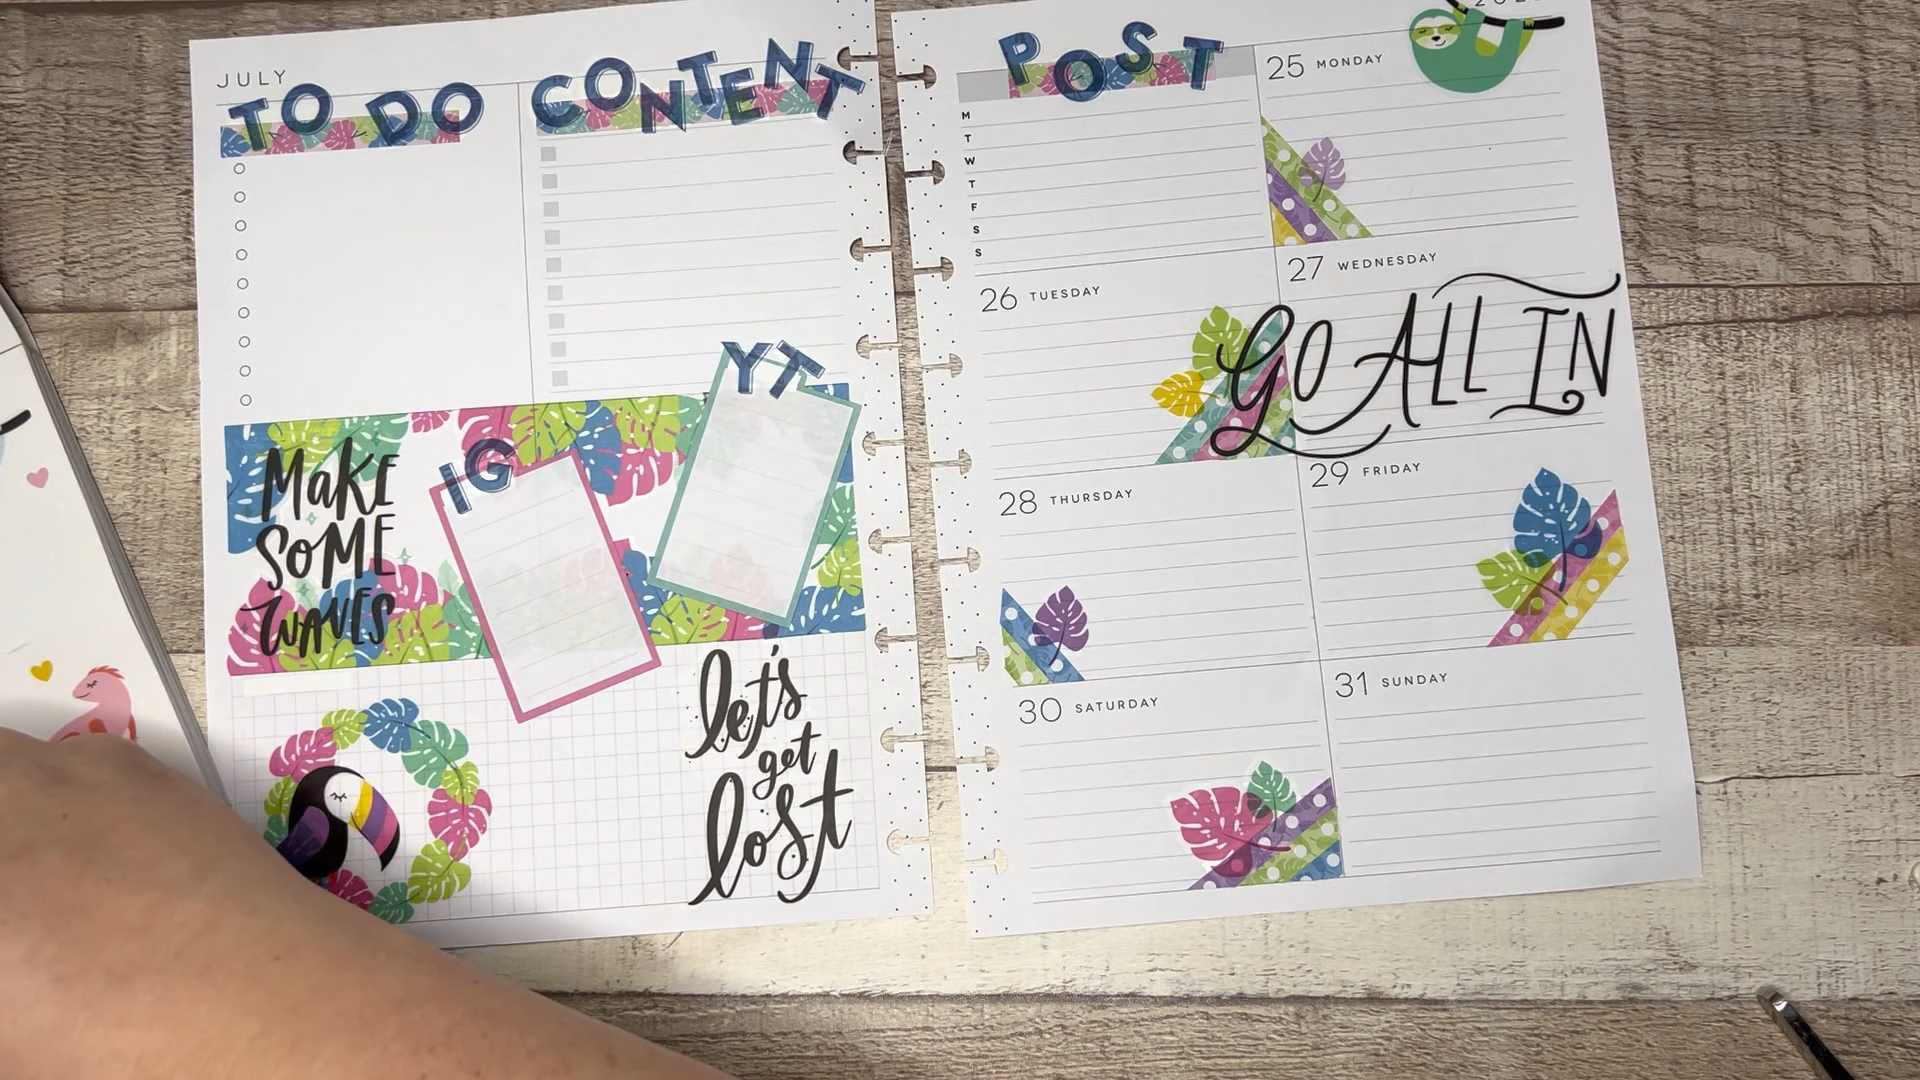 JULY
TO DO
CONTENT
YT
MAKE
SOME
WAVES
IG
let's
get
lost
POST
M
T
W
T
F
S
S
25 MONDAY
26 TUESDAY
27 WEDNESDAY
GO ALL IN
28 THURSDAY
29 FRIDAY
30 SATURDAY
31 SUNDAY